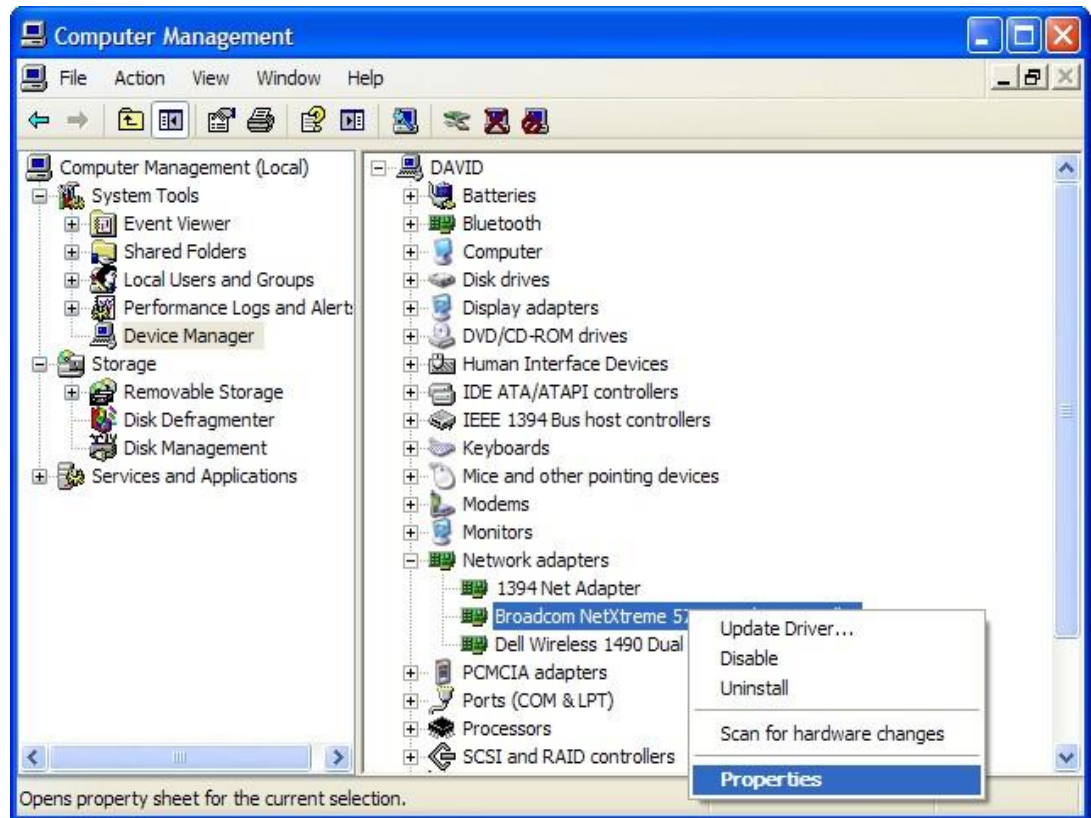 Computer Management
File Action View Window Help
Computer Management (Local)
System Tools
Event Viewer
Shared Folders
Local Users and Groups
Performance Logs and Alert
Device Manager
Storage
Removable Storage
Disk Defragmenter
Disk Management
Services and Applications
DAVID
Batteries
Bluetooth
Computer
Disk drives
Display adapters
DVD/CD-ROM drives
Human Interface Devices
IDE ATA/ATAPI controllers
IEEE 1394 Bus host controllers
Keyboards
Mice and other pointing devices
Modems
Monitors
Network adapters
1394 Net Adapter
Broadcom NetXtreme 57
Dell Wireless 1490 Dual
PCMCIA adapters
Ports (COM & LPT)
Processors
SCSI and RAID controllers
Update Driver...
Disable
Uninstall
Scan for hardware changes
Properties
Opens property sheet for the current selection.